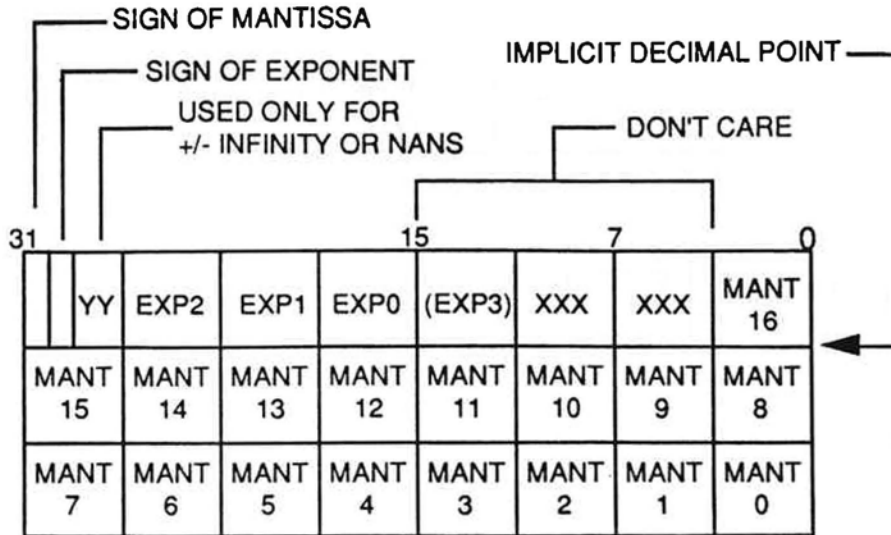 SIGN OF MANTISSA
IMPLICIT DECIMAL POINT
SIGN OF EXPONENT
USED ONLY FOR
+/- INFINITY OR NANS
DON'T CARE
31 15 7 0
YY EXP2 EXP1 EXP0 (EXP3) XXX XXX MANT 16
MANT 15 MANT 14 MANT 13 MANT 12 MANT 11 MANT 10 MANT 9 MANT 8
MANT 7 MANT 6 MANT 5 MANT 4 MANT 3 MANT 2 MANT 1 MANT 0